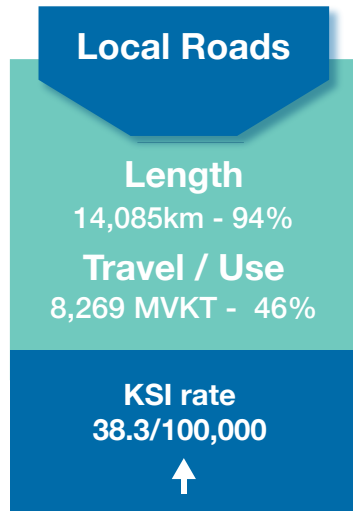 Local Roads
Length
14,085km - 94%
Travel / Use
8,269 MVKT - 46%
KSI rate
38.3/100,000